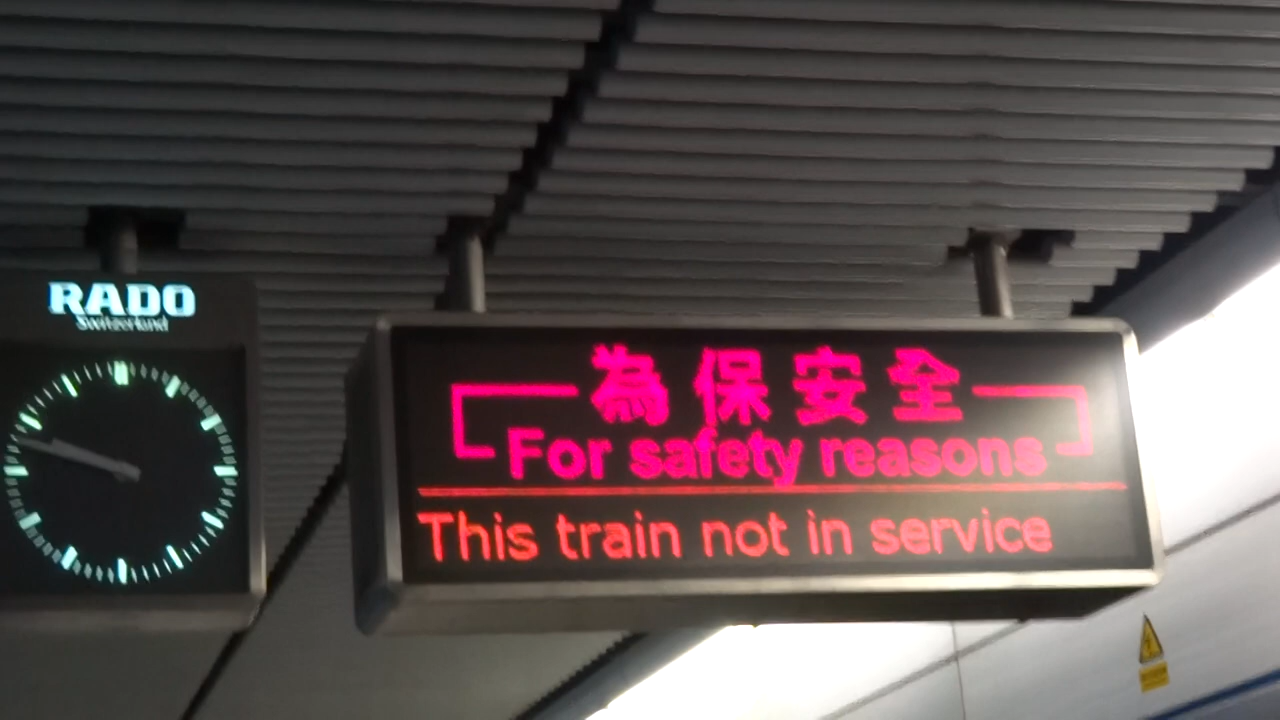 RADO
Switzerland
為保安全
For safety reasons
This train not in service